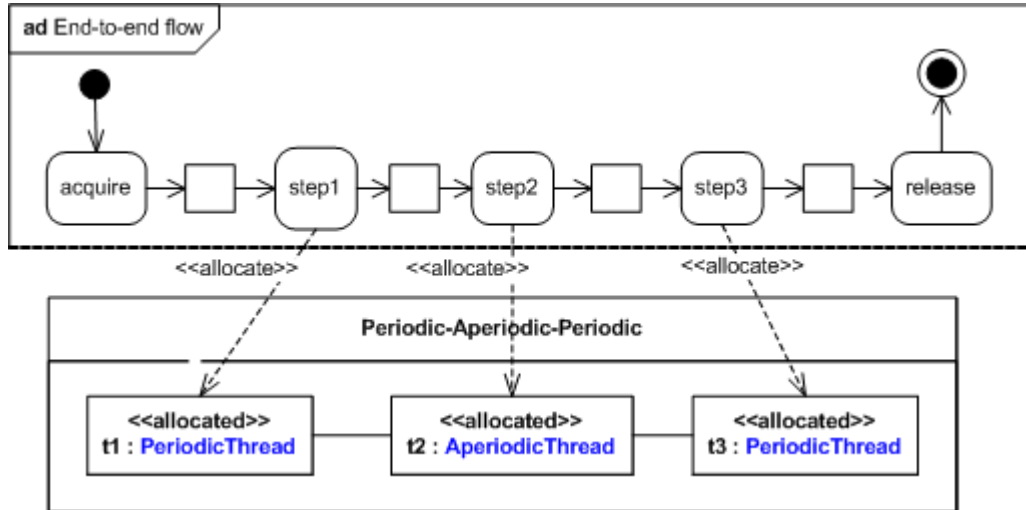 ad End-to-end flow
acquire
step1
step2
step3
release
<<allocate>>
<<allocate>>
<<allocate>>
Periodic-Aperiodic-Periodic
<<allocated>>
t1 : PeriodicThread
<<allocated>>
t2 : AperiodicThread
<<allocated>>
t3 : PeriodicThread